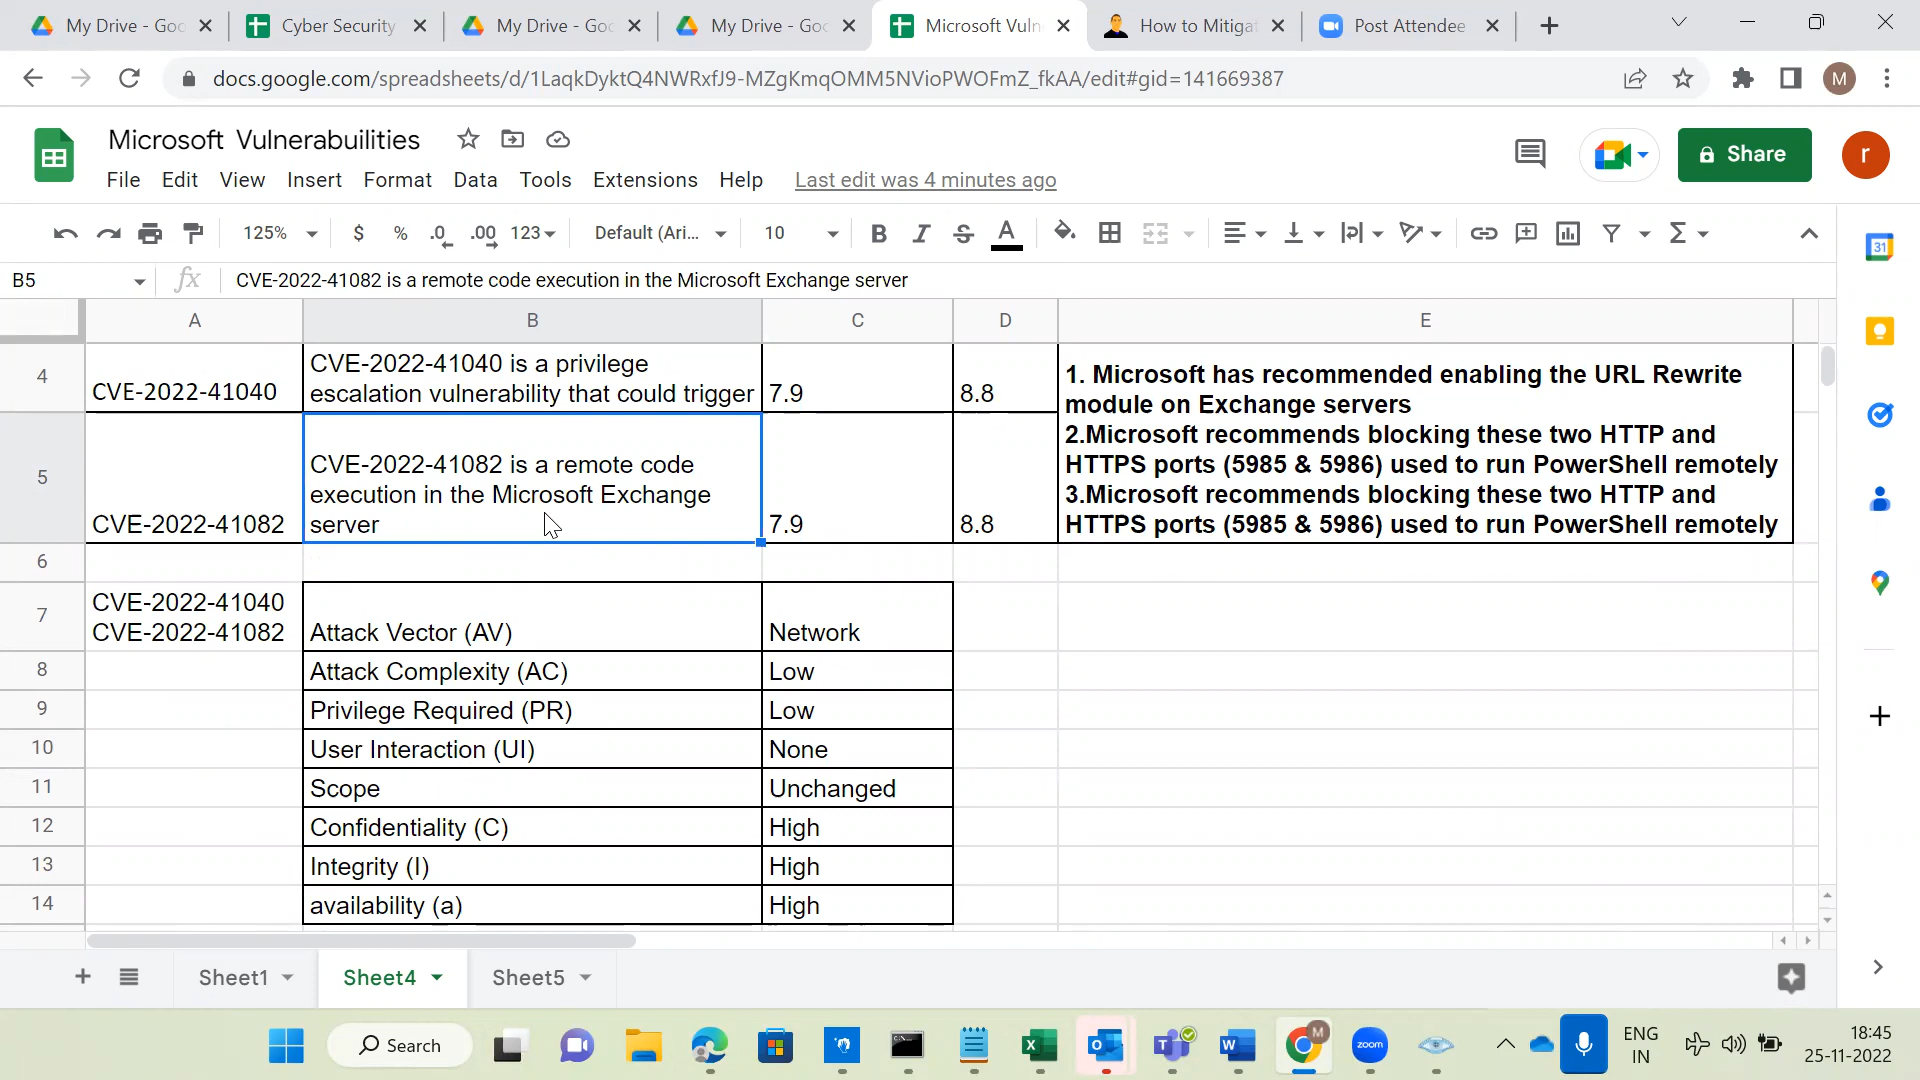 My Drive - Goo
Cyber Security
My Drive - Goo
My Drive - Goo
Microsoft Vuln
How to Mitigat
Post Attendee
docs.google.com/spreadsheets/d/1LaqkDyktQ4NWRxfJ9-MZgKmqOMM5NVioPWOFmZ_fkAA/edit#gid=141669387
M
Microsoft Vulnerabuilities
Share
r
File Edit View Insert Format Data Tools Extensions Help Last edit was 4 minutes ago
125% $ % .0 .00 123 Default (Ari... 10 B I S A
B5 fx CVE-2022-41082 is a remote code execution in the Microsoft Exchange server
A B C D E
4
CVE-2022-41040
CVE-2022-41040 is a privilege
escalation vulnerability that could trigger
7.9
8.8
1. Microsoft has recommended enabling the URL Rewrite
module on Exchange servers
2.Microsoft recommends blocking these two HTTP and
HTTPS ports (5985 & 5986) used to run PowerShell remotely
3.Microsoft recommends blocking these two HTTP and
HTTPS ports (5985 & 5986) used to run PowerShell remotely
5
CVE-2022-41082
CVE-2022-41082 is a remote code
execution in the Microsoft Exchange
server
7.9
8.8
6
7
CVE-2022-41040
CVE-2022-41082
Attack Vector (AV) Network
8 Attack Complexity (AC) Low
9 Privilege Required (PR) Low
10 User Interaction (UI) None
11 Scope Unchanged
12 Confidentiality (C) High
13 Integrity (I) High
14 availability (a) High
Sheet1 Sheet4 Sheet5
31
Search
zoom
M
ENG
IN
18:45
25-11-2022